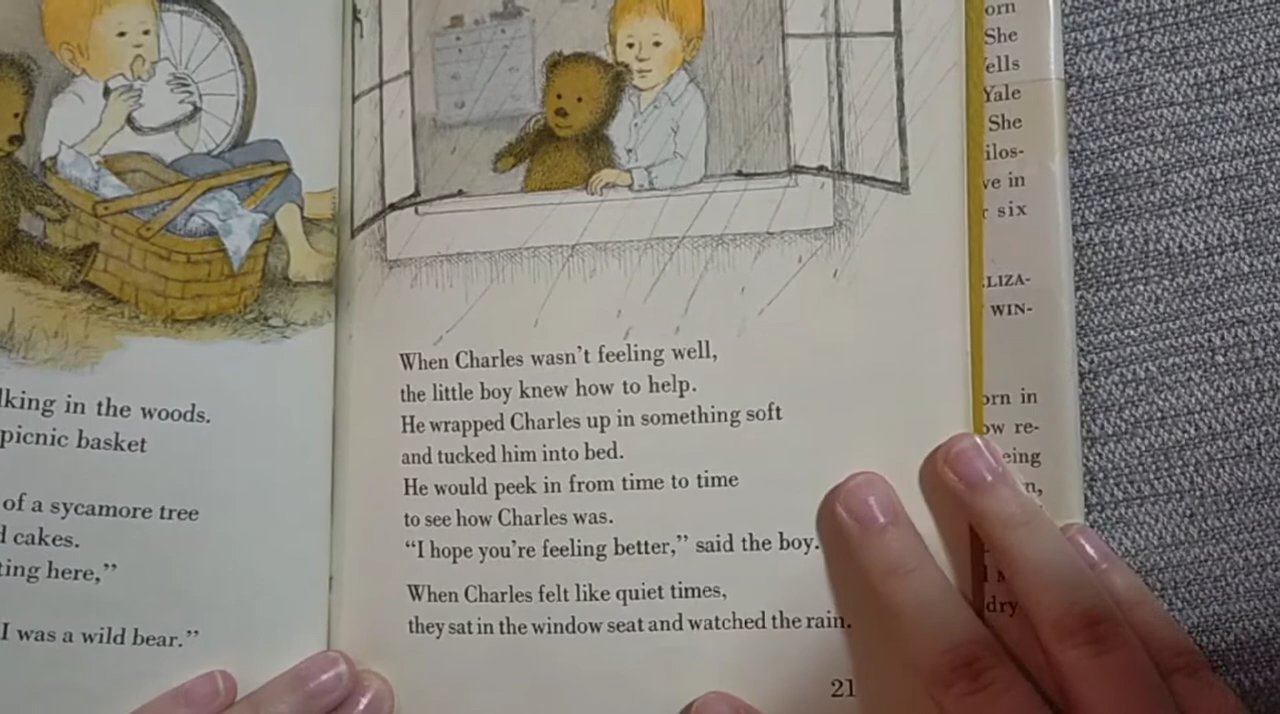 king in the woods.
picnic basket
of a sycamore tree
cakes.
ting here,”
I was a wild bear.”
When Charles wasn’t feeling well,
the little boy knew how to help.
He wrapped Charles up in something soft
and tucked him into bed.
He would peek in from time to time
to see how Charles was.
“I hope you’re feeling better,” said the boy.
When Charles felt like quiet times,
they sat in the window seat and watched the rain.
21
orn
She
ells
Yale
She
ilos-
ve in
six
LIZA-
WIN-
orn in
ow re-
eing
n,
dry